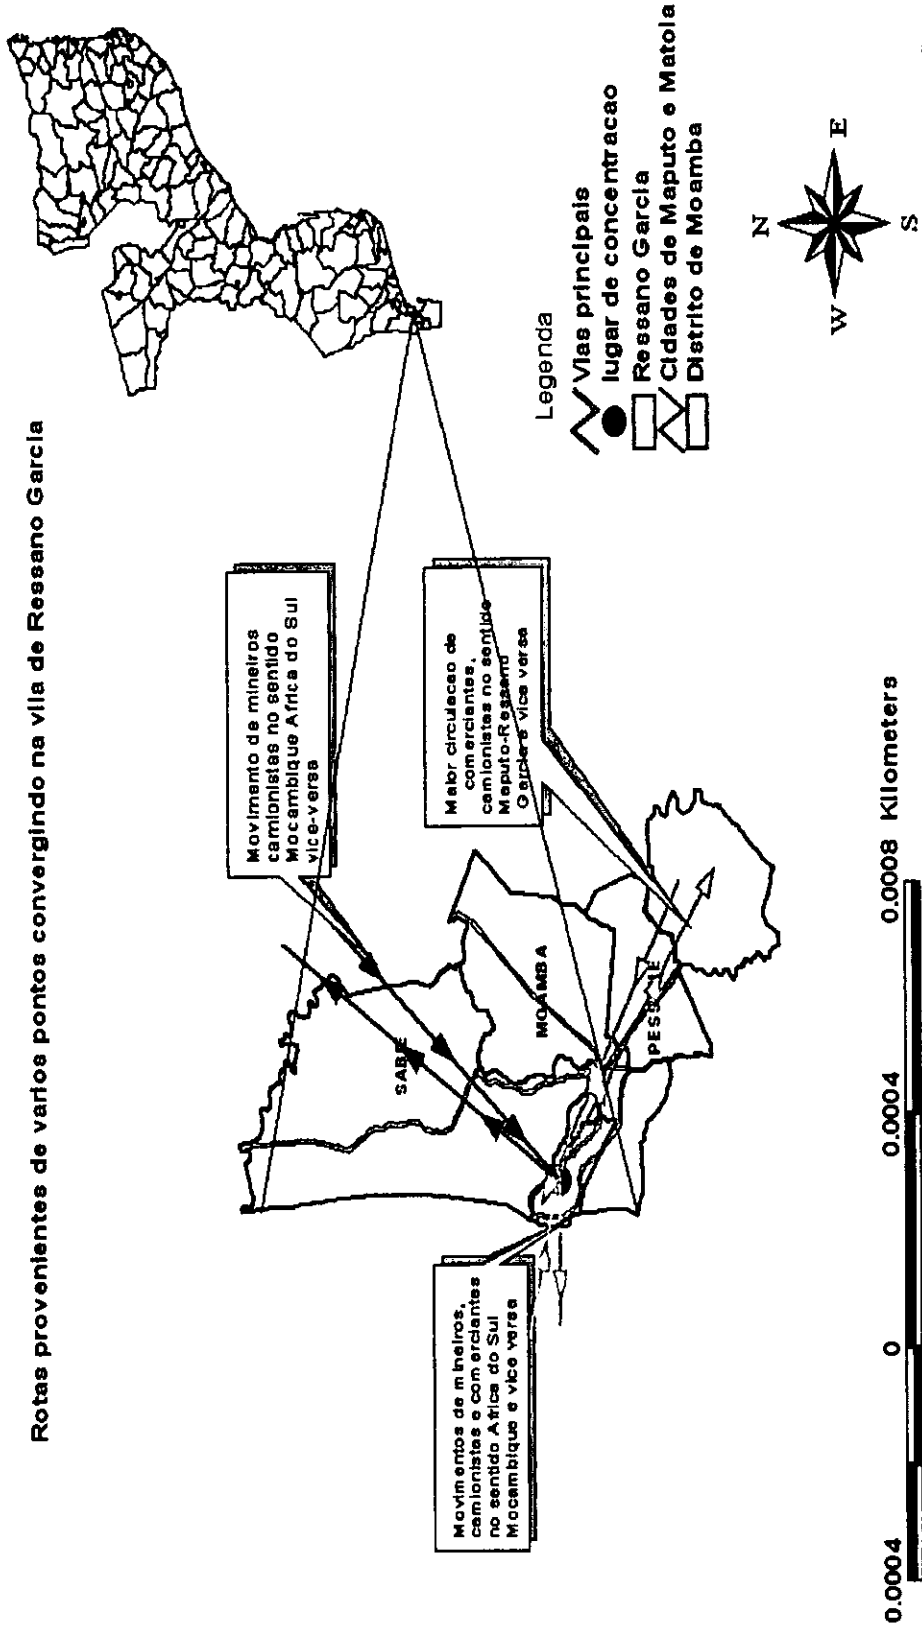 Rotas provenientes de varios pontos convergindo na vila de Ressano Garcia
Movimento de mineiros
camionistas no sentido
Mocambique Africa do Sul
vice-versa
Maior circulacao de
comerciantes,
camionistas no sentido
Maputo-Ressano
Garcia e vice versa
Movimentos de mineiros,
camionistas e comerciantes
no sentido Africa do Sul
Mocambique e vice versa
SABIE
MOAMBA
PESSENE
Legenda
Vias principais
lugar de concentracao
Ressano Garcia
Cidades de Maputo e Matola
Distrito de Moamba
N
W
E
S
0.0004 0 0.0004 0.0008 Kilometers